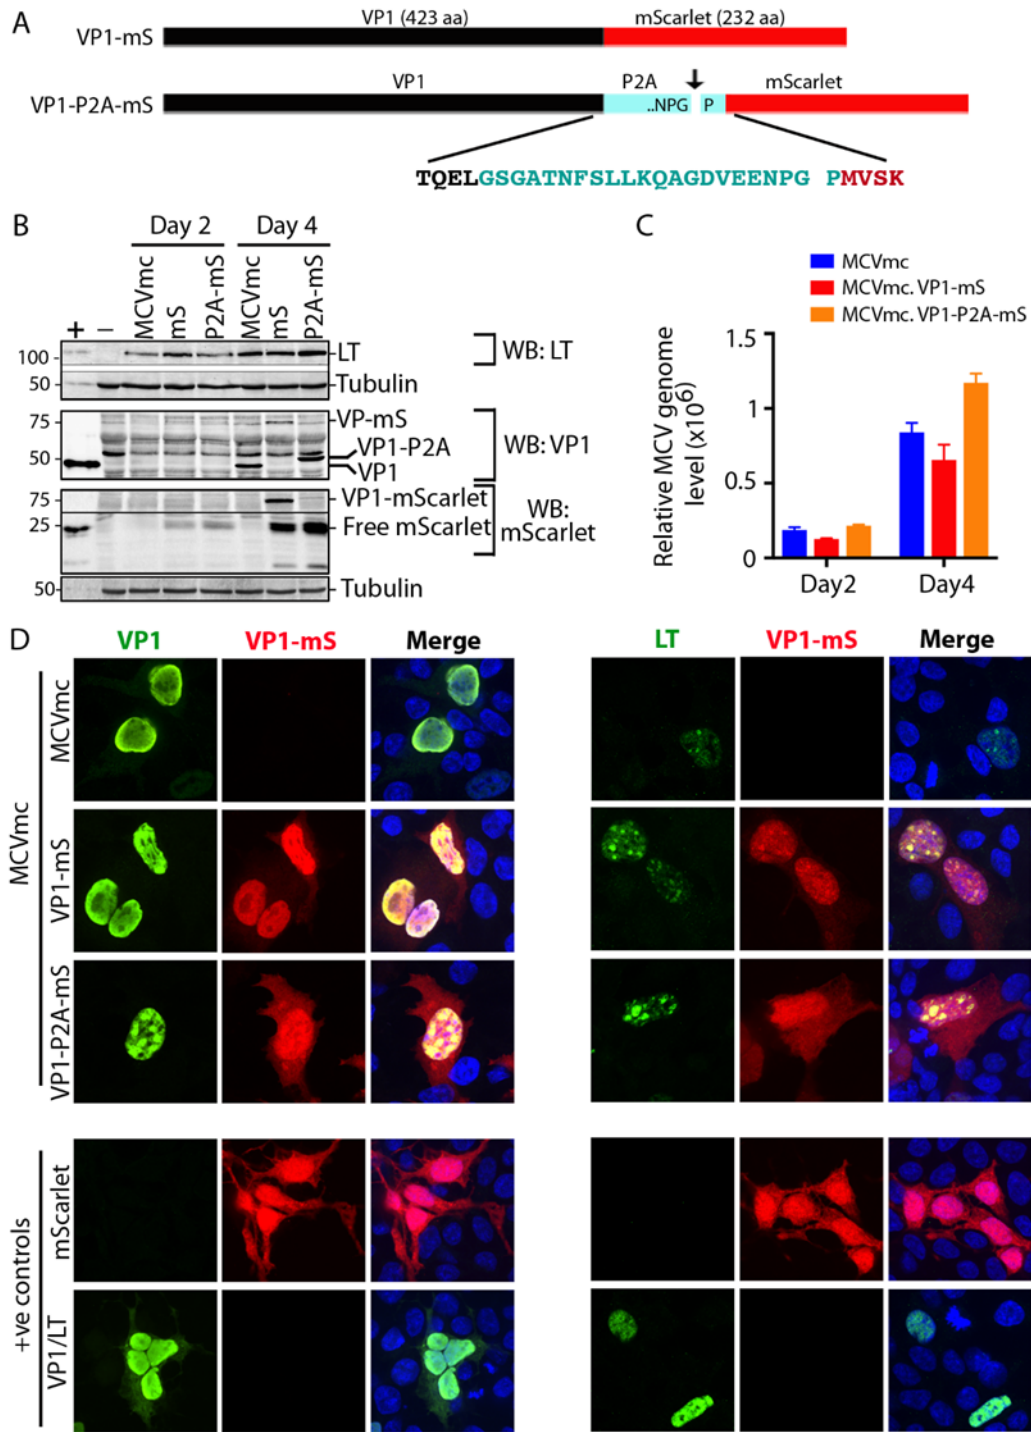 A
VP1 (423 aa) mScarlet (232 aa)
VP1-mS
VP1 P2A mScarlet
VP1-P2A-mS ..NPG P
TQELGSGATNFSLLKQAGDVEENPG PMVSK
B
Day 2 Day 4
+ – MCVmc mS P2A-mS MCVmc mS P2A-mS
100 LT WB: LT
50 Tubulin
75 VP-mS
VP1-P2A WB: VP1
50 VP1
75 VP1-mScarlet
25 Free mScarlet WB: mScarlet
50 Tubulin
C
MCVmc
MCVmc. VP1-mS
MCVmc. VP1-P2A-mS
Relative MCV genome
level (x10^6)
1.5
1
0.5
0
Day2 Day4
D
VP1 VP1-mS Merge LT VP1-mS Merge
MCVmc
MCVmc
VP1-mS
VP1-P2A-mS
+ve controls
mScarlet
VP1/LT